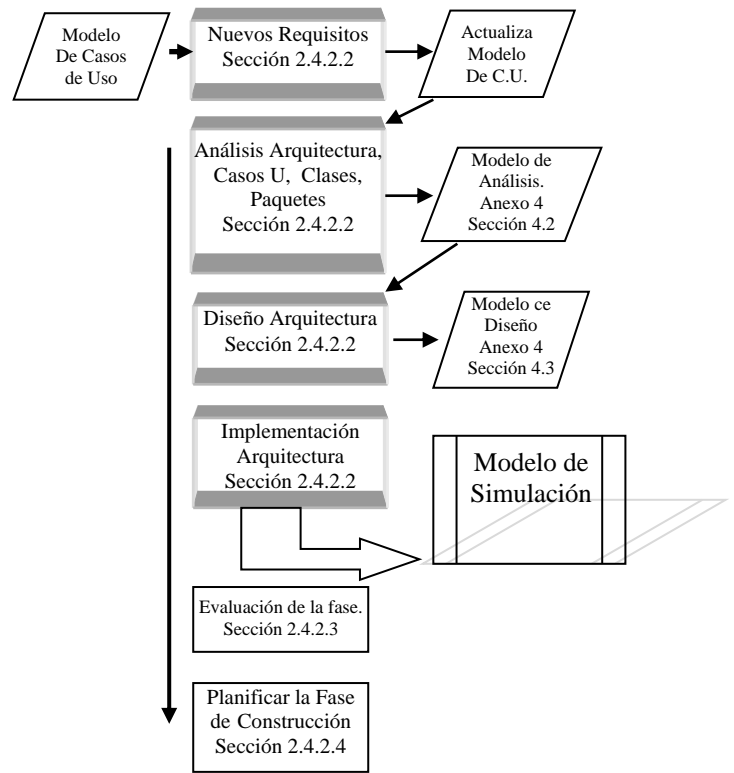 Modelo
De Casos
de Uso
Nuevos Requisitos
Sección 2.4.2.2
Actualiza
Modelo
De C.U.
Análisis Arquitectura,
Casos U, Clases,
Paquetes
Sección 2.4.2.2
Modelo de
Análisis.
Anexo 4
Sección 4.2
Diseño Arquitectura
Sección 2.4.2.2
Modelo ce
Diseño
Anexo 4
Sección 4.3
Implementación
Arquitectura
Sección 2.4.2.2
Modelo de
Simulación
Evaluación de la fase.
Sección 2.4.2.3
Planificar la Fase
de Construcción
Sección 2.4.2.4